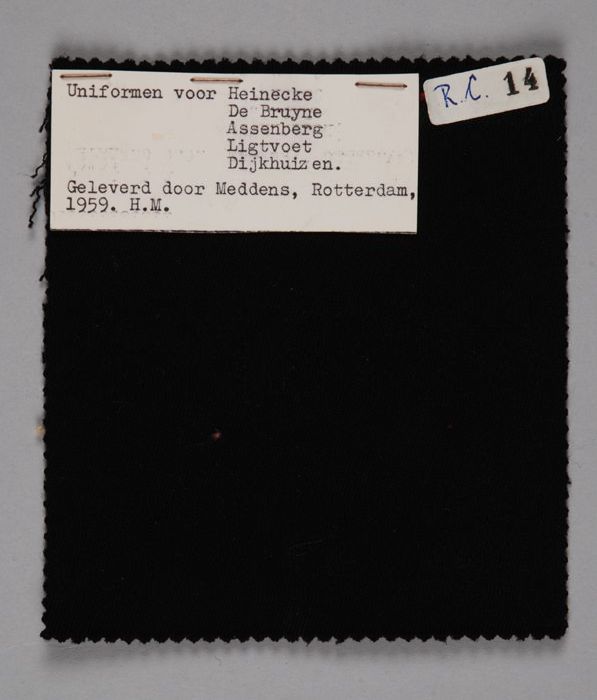 Uniformen voor Heinecke
De Bruyne
Assenberg
Ligtvoet
Dijkhuizen.
Geleverd door Meddens, Rotterdam,
1959. H.M.
R.C. 14